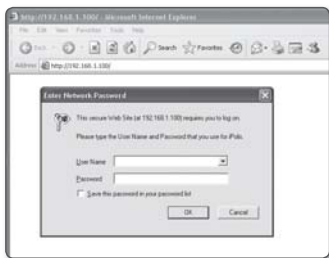 http://192.168.1.100/ - Microsoft Internet Explorer
File Edit View Favorites Tools Help
Search Favorites
Address http://192.168.1.100/
Enter Network Password
This secure Web Site (at 192.168.1.100) requires you to log on.
Please type the User Name and Password that you use for iPolis.
User Name
Password
Save this password in your password list
OK Cancel